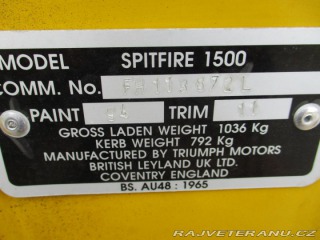 MODEL SPITFIRE 1500
COMM. No.
PAINT TRIM
GROSS LADEN WEIGHT 1036 Kg
KERB WEIGHT 792 Kg
MANUFACTURED BY TRIUMPH MOTORS
BRITISH LEYLAND UK LTD.
COVENTRY ENGLAND
BS. AU48 : 1965
RAJVETERANU.CZ